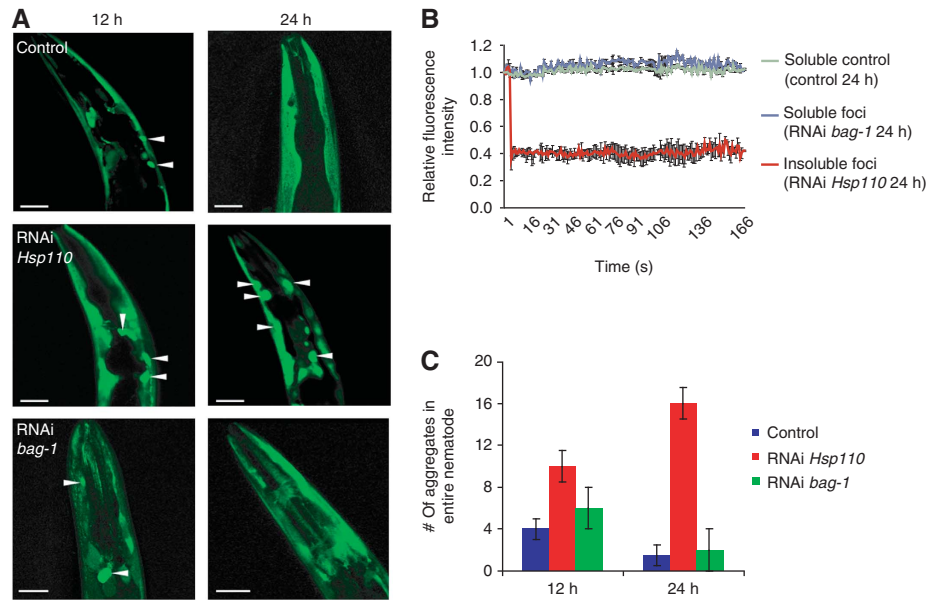 A
12 h
24 h
Control
RNAi
Hsp110
RNAi
bag-1
B
Relative fluorescence
intensity
1.2
1.0
0.8
0.6
0.4
0.2
0.0
1
16
31
46
61
76
91
106
136
166
Time (s)
Soluble control
(control 24 h)
Soluble foci
(RNAi bag-1 24 h)
Insoluble foci
(RNAi Hsp110 24 h)
C
# Of aggregates in
entire nematode
20
16
12
8
4
0
12 h
24 h
Control
RNAi Hsp110
RNAi bag-1